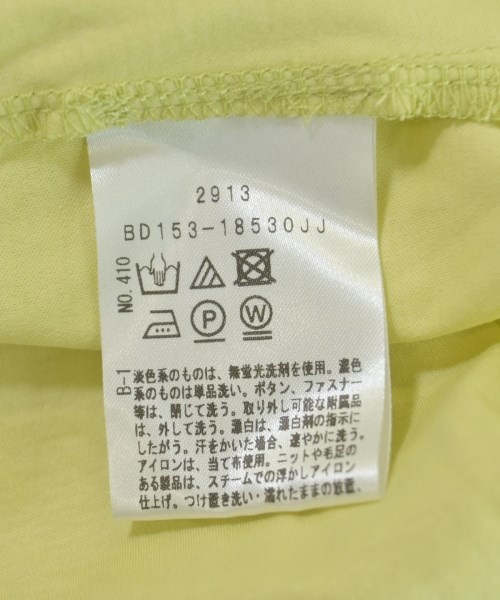 2913
BD153-18530JJ
NO.410
P
W
B-1
淡色系のものは、無蛍光洗剤を使用。濃色
系のものは単品洗い。ボタン、ファスナー
等は、閉じて洗う。取り外し可能な附属品
は、外して洗う。漂白は、漂白剤の指示に
したがう。汗をかいた場合、速やかに洗う。
アイロンは、当て布使用。ニットや毛足の
ある製品は、スチームでの浮かしアイロン
仕上げ。つけ置き洗い・濡れたままの放置、